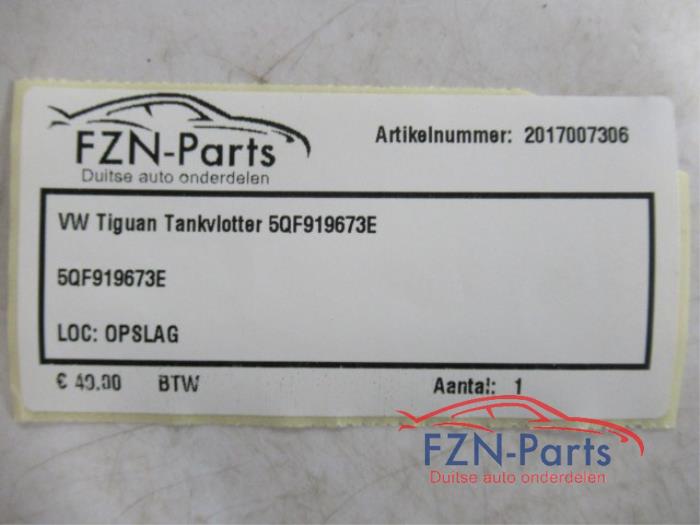 FZN-Parts
Duitse auto onderdelen
Artikelnummer: 2017007306
VW Tiguan Tankvlotter 5QF919673E
5QF919673E
LOC: OPSLAG
€ 40.00 BTW
Aantal: 1
FZN-Parts
Duitse auto onderdelen